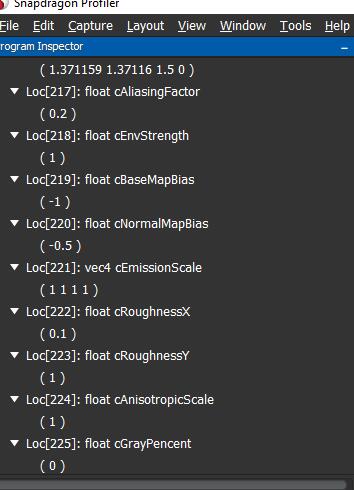 Snapdragon Profiler
File Edit Capture Layout View Window Tools Help
rogram Inspector
( 1.371159 1.37116 1.5 0 )
Loc[217]: float cAliasingFactor
( 0.2 )
Loc[218]: float cEnvStrength
( 1 )
Loc[219]: float cBaseMapBias
( -1 )
Loc[220]: float cNormalMapBias
( -0.5 )
Loc[221]: vec4 cEmissionScale
( 1 1 1 1 )
Loc[222]: float cRoughnessX
( 0.1 )
Loc[223]: float cRoughnessY
( 1 )
Loc[224]: float cAnisotropicScale
( 1 )
Loc[225]: float cGrayPencent
( 0 )